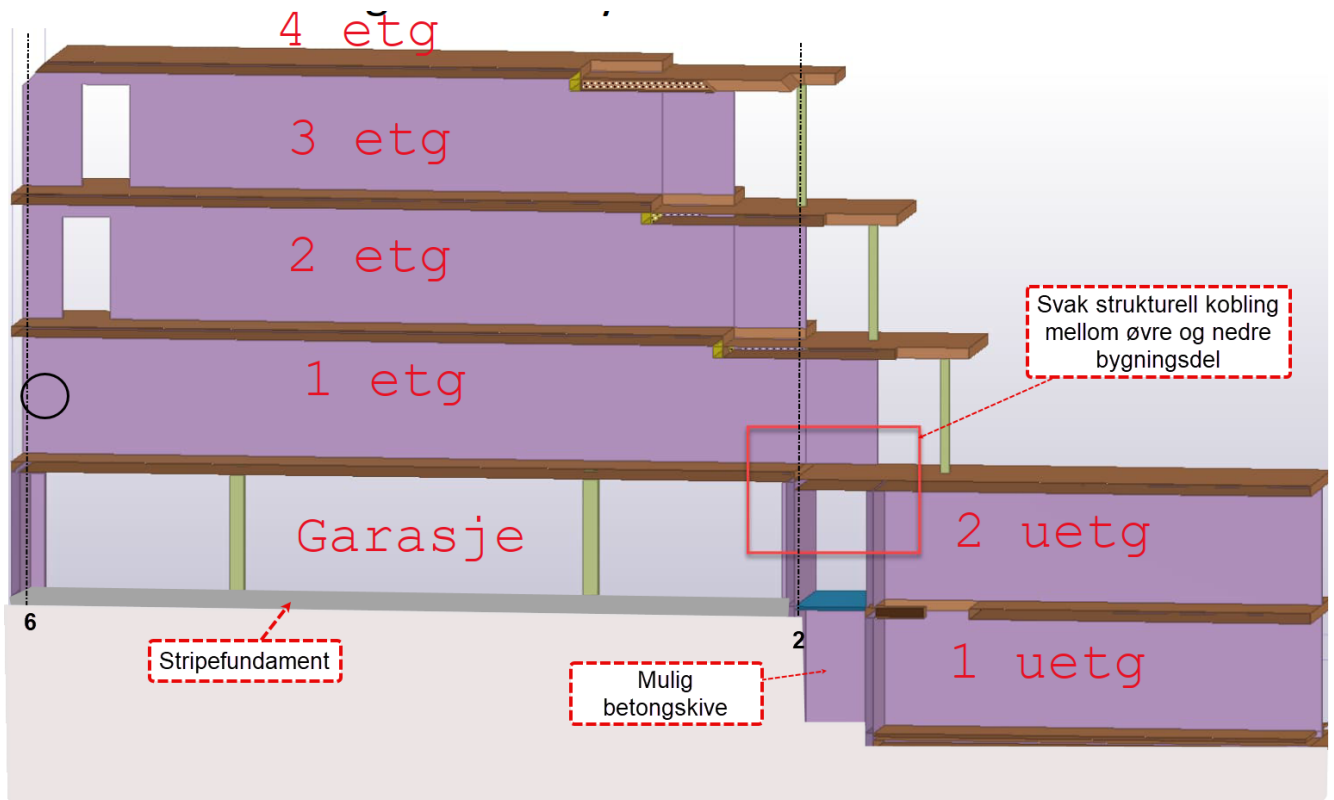 4 etg
3 etg
2 etg
Svak strukturell kobling
mellom øvre og nedre
bygningsdel
1 etg
Garasje
2 uetg
6
2
Stripefundament
Mulig
betongskive
1 uetg